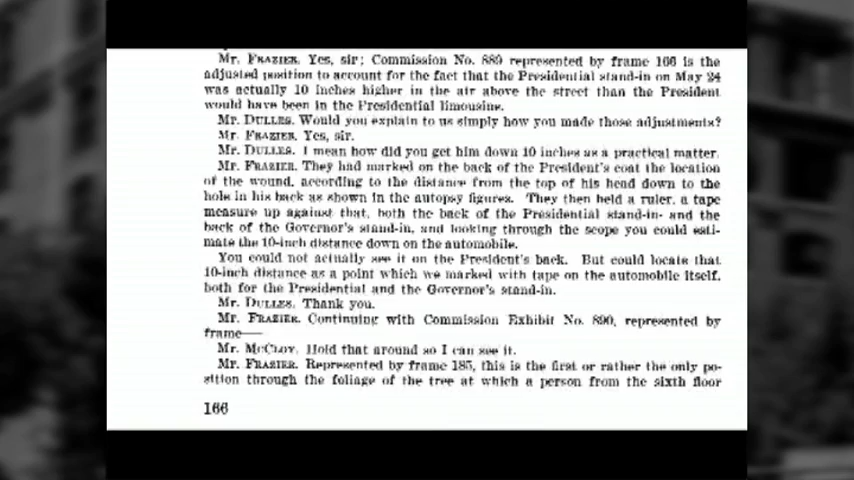 Mr. FRAZIER. Yes, sir; Commission No. 889 represented by frame 166 is the
adjusted position to account for the fact that the Presidential stand-in on May 24
was actually 10 inches higher in the air above the street than the President
would have been in the Presidential limousine.
Mr. DULLES. Would you explain to us simply how you made those adjustments?
Mr. FRAZIER. Yes, sir.
Mr. DULLES. I mean how did you get him down 10 inches as a practical matter.
Mr. FRAZIER. They had marked on the back of the President's coat the location
of the wound, according to the distance from the top of his head down to the
hole in his back as shown in the autopsy figures. They then held a ruler, a tape
measure up against that, both the back of the Presidential stand-in- and the
back of the Governor's stand-in, and looking through the scope you could esti-
mate the 10-inch distance down on the automobile.
You could not actually see it on the President's back. But could locate that
10-inch distance as a point which we marked with tape on the automobile itself,
both for the Presidential and the Governor's stand-in.
Mr. DULLES. Thank you.
Mr. FRAZIER. Continuing with Commission Exhibit No. 890, represented by
frame—
Mr. McCLOY. Hold that around so I can see it.
Mr. FRAZIER. Represented by frame 185, this is the first or rather the only po-
sition through the foliage of the tree at which a person from the sixth floor
166